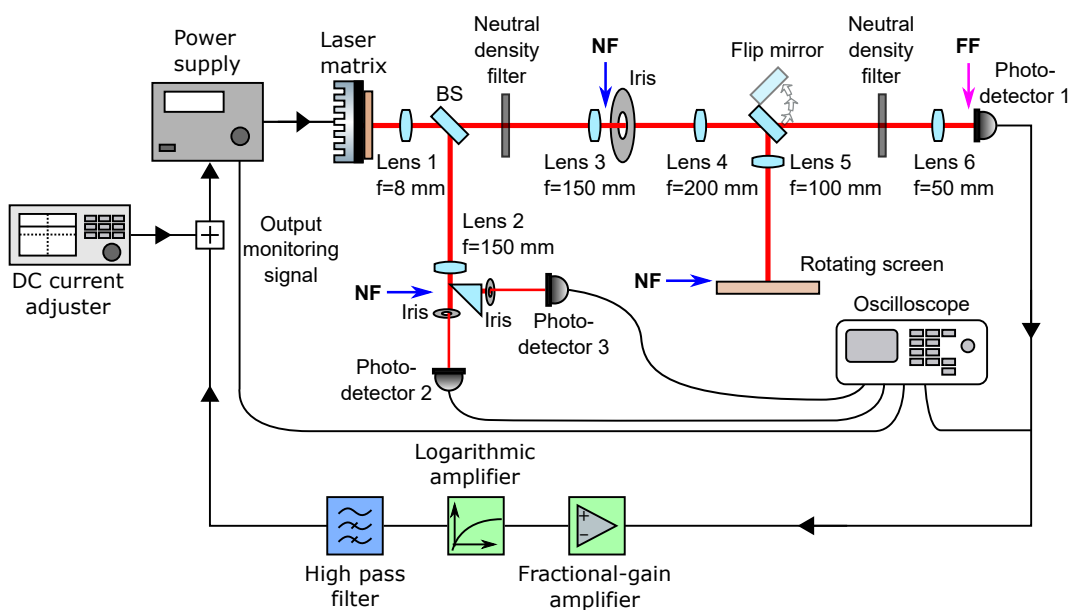 Power
supply
Laser
matrix
BS
Neutral
density
filter
NF
Iris
Flip mirror
Neutral
density
filter
FF
Photo-
detector 1
Lens 1
f=8 mm
Lens 3
f=150 mm
Lens 4
f=200 mm
Lens 5
f=100 mm
Lens 6
f=50 mm
DC current
adjuster
+
Output
monitoring
signal
Lens 2
f=150 mm
NF
Iris
Iris
Photo-
detector 3
Photo-
detector 2
NF
Rotating screen
Oscilloscope
Logarithmic
amplifier
High pass
filter
+
−
Fractional-gain
amplifier